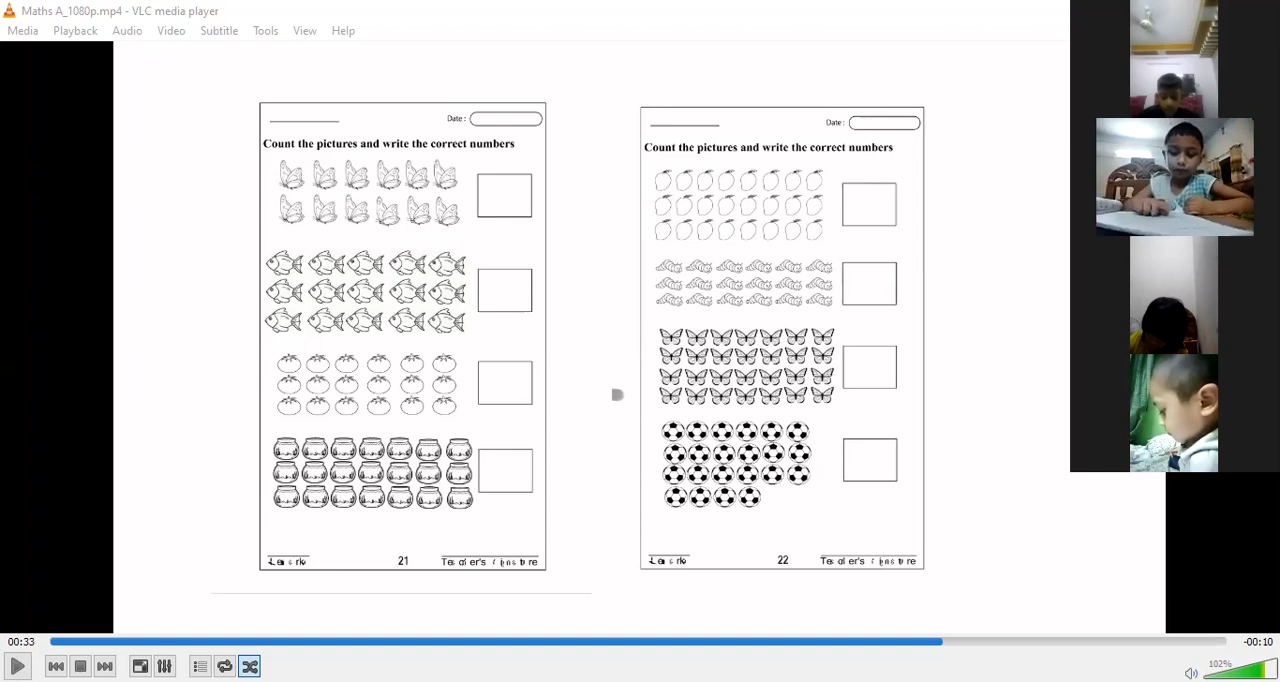 Maths A_1080p.mp4 - VLC media player
Media Playback Audio Video Subtitle Tools View Help
Date :
Count the pictures and write the correct numbers
21
Date :
Count the pictures and write the correct numbers
22
00:33
-00:10
102%